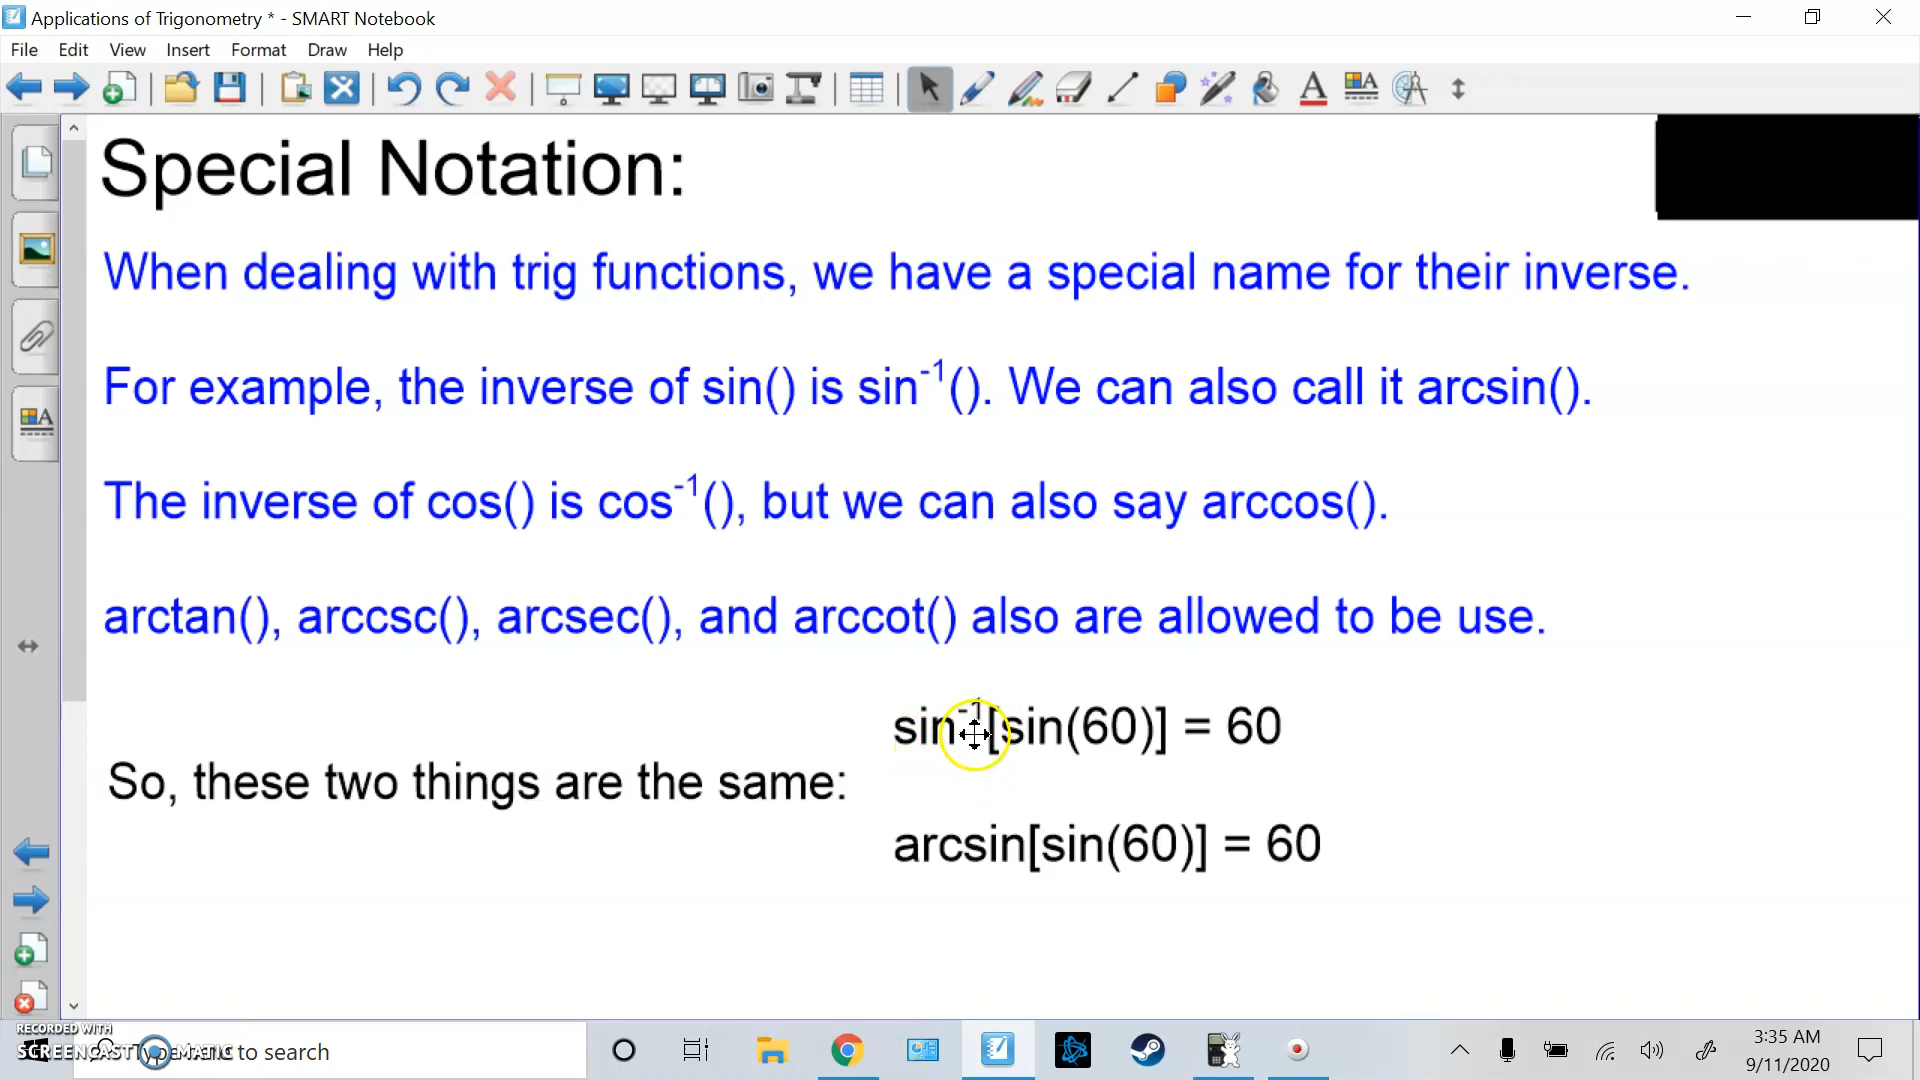 Applications of Trigonometry * - SMART Notebook
File Edit View Insert Format Draw Help
Special Notation:
When dealing with trig functions, we have a special name for their inverse.
For example, the inverse of sin() is sin⁻¹(). We can also call it arcsin().
The inverse of cos() is cos⁻¹(), but we can also say arccos().
arctan(), arccsc(), arcsec(), and arccot() also are allowed to be use.
sin⁻¹[sin(60)] = 60
So, these two things are the same:
arcsin[sin(60)] = 60
RECORDED WITH
SCREENCAST MATIC
to search
3:35 AM
9/11/2020